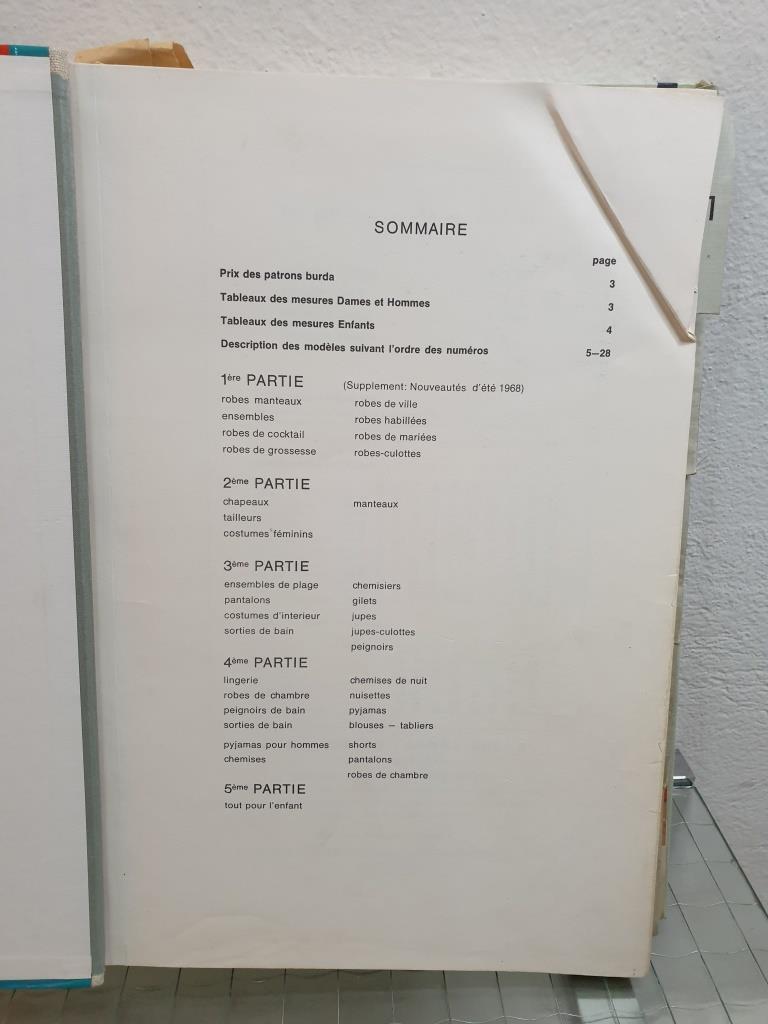 SOMMAIRE
page
Prix des patrons burda 3
Tableaux des mesures Dames et Hommes 3
Tableaux des mesures Enfants 4
Description des modèles suivant l'ordre des numéros 5—28
1ère PARTIE (Supplement: Nouveautés d'été 1968)
robes manteaux robes de ville
ensembles robes habillées
robes de cocktail robes de mariées
robes de grossesse robes-culottes
2ème PARTIE
chapeaux manteaux
tailleurs
costumes féminins
3ème PARTIE
ensembles de plage chemisiers
pantalons gilets
costumes d'interieur jupes
sorties de bain jupes-culottes
peignoirs
4ème PARTIE
lingerie chemises de nuit
robes de chambre nuisettes
peignoirs de bain pyjamas
sorties de bain blouses — tabliers
pyjamas pour hommes shorts
chemises pantalons
robes de chambre
5ème PARTIE
tout pour l'enfant